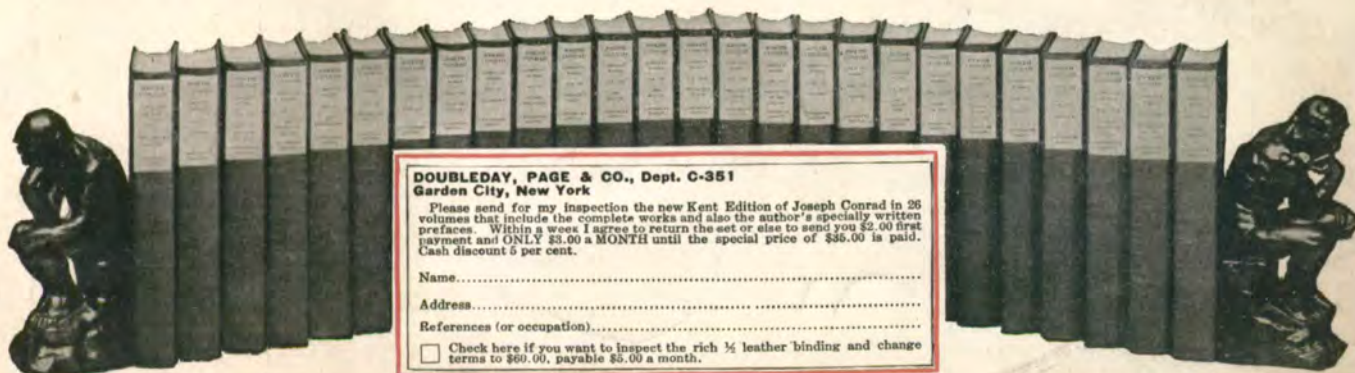 DOUBLEDAY, PAGE & CO., Dept. C-351
Garden City, New York
Please send for my inspection the new Kent Edition of Joseph Conrad in 26
volumes that include the complete works and also the author's specially written
prefaces. Within a week I agree to return the set or else to send you $2.00 first
payment and ONLY $3.00 a MONTH until the special price of $35.00 is paid.
Cash discount 5 per cent.
Name
Address
References (or occupation)
Check here if you want to inspect the rich ½ leather binding and change
terms to $60.00, payable $5.00 a month.